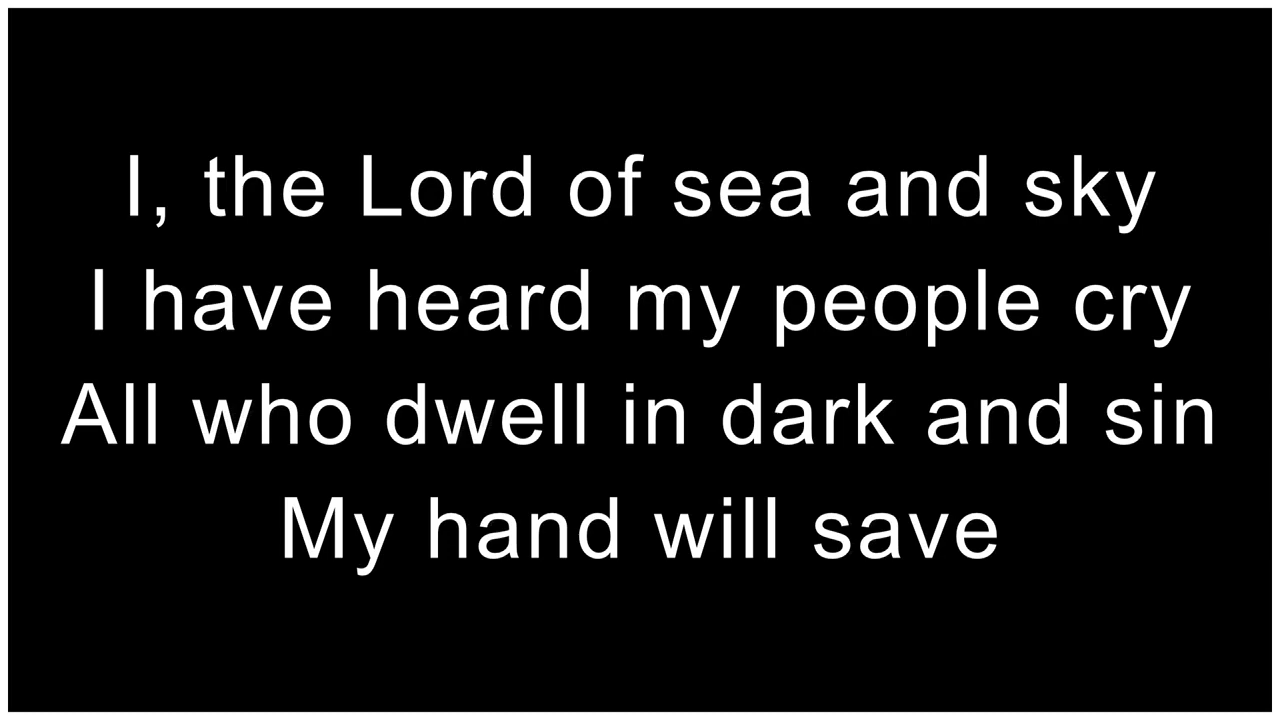 I, the Lord of sea and sky
I have heard my people cry
All who dwell in dark and sin
My hand will save